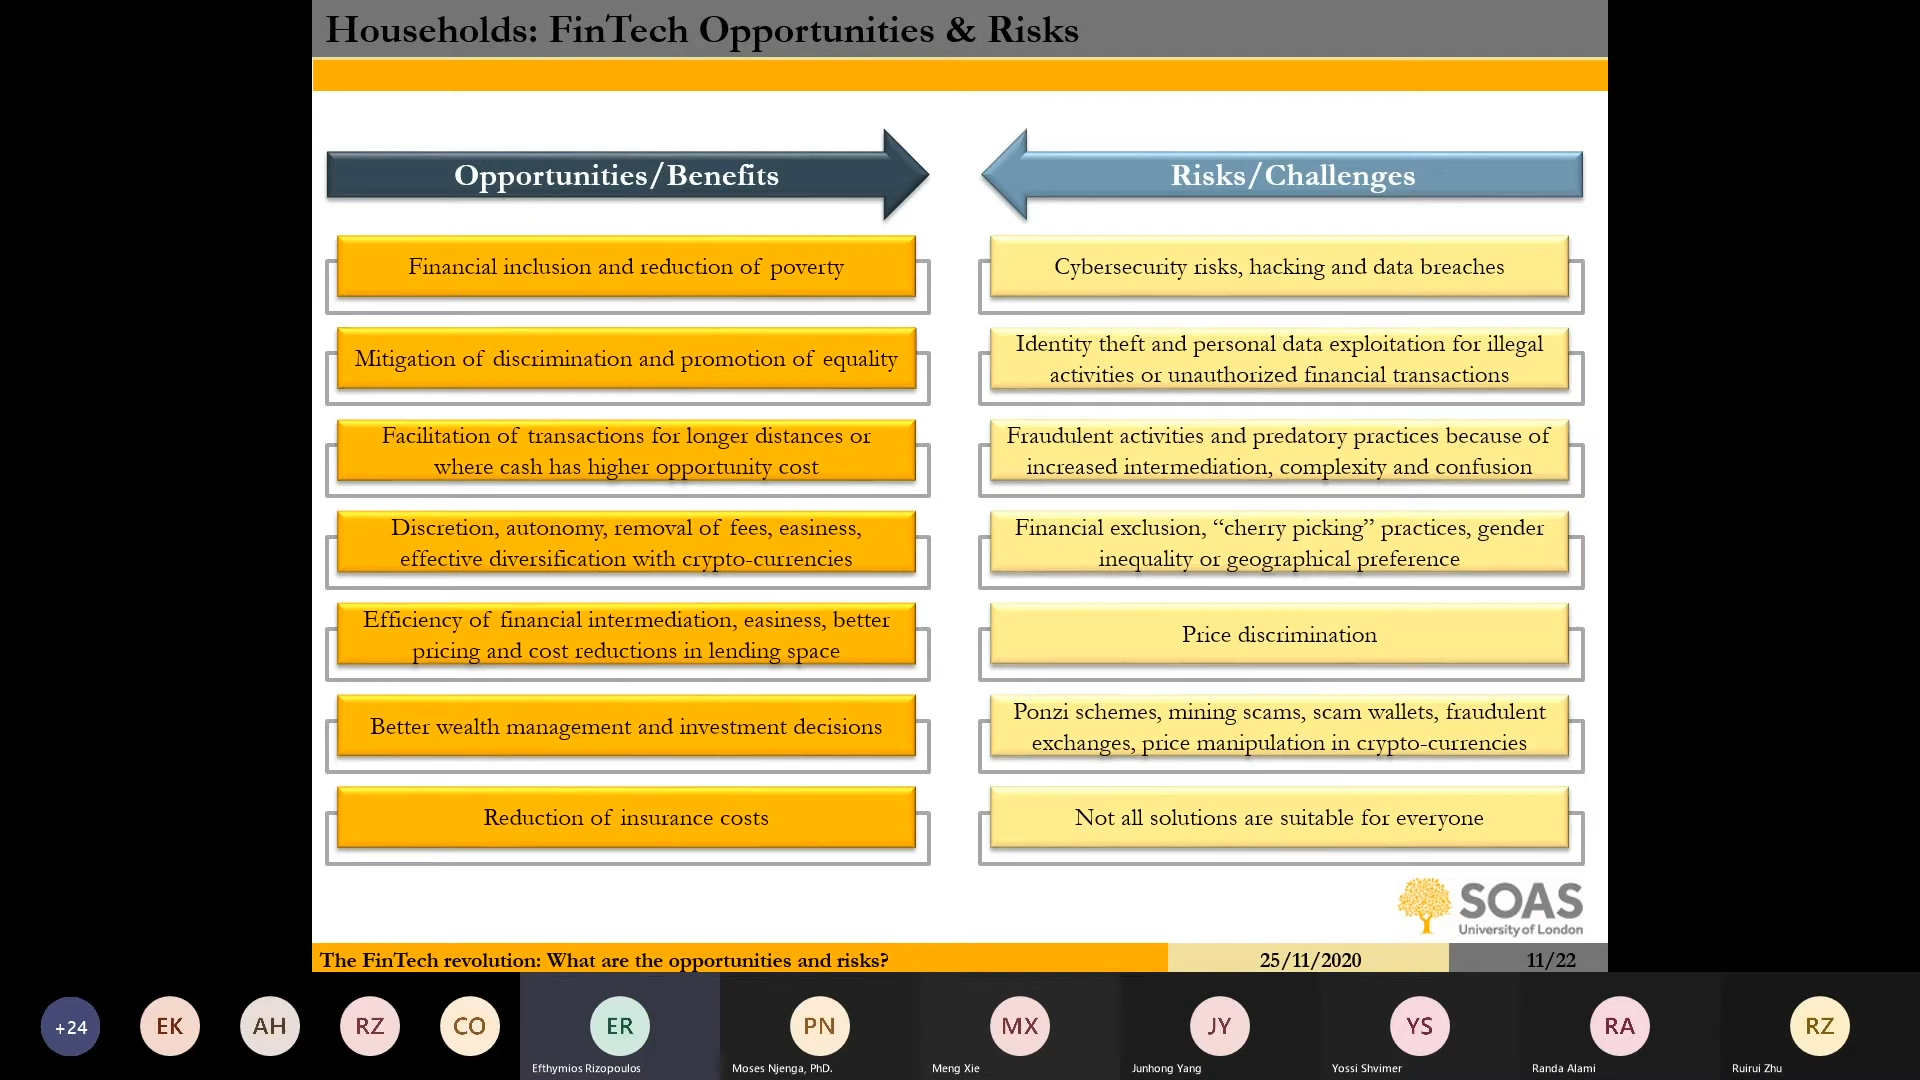 Households: FinTech Opportunities & Risks
Opportunities/Benefits
Financial inclusion and reduction of poverty
Mitigation of discrimination and promotion of equality
Facilitation of transactions for longer distances or
where cash has higher opportunity cost
Discretion, autonomy, removal of fees, easiness,
effective diversification with crypto-currencies
Efficiency of financial intermediation, easiness, better
pricing and cost reductions in lending space
Better wealth management and investment decisions
Reduction of insurance costs
Risks/Challenges
Cybersecurity risks, hacking and data breaches
Identity theft and personal data exploitation for illegal
activities or unauthorized financial transactions
Fraudulent activities and predatory practices because of
increased intermediation, complexity and confusion
Financial exclusion, “cherry picking” practices, gender
inequality or geographical preference
Price discrimination
Ponzi schemes, mining scams, scam wallets, fraudulent
exchanges, price manipulation in crypto-currencies
Not all solutions are suitable for everyone
SOAS
University of London
The FinTech revolution: What are the opportunities and risks?
25/11/2020
11/22
+24
EK
AH
RZ
CO
ER
Efthymios Rizopoulos
PN
Moses Njenga, PhD.
MX
Meng Xie
JY
Junhong Yang
YS
Yossi Shvimer
RA
Randa Alami
RZ
Ruirui Zhu